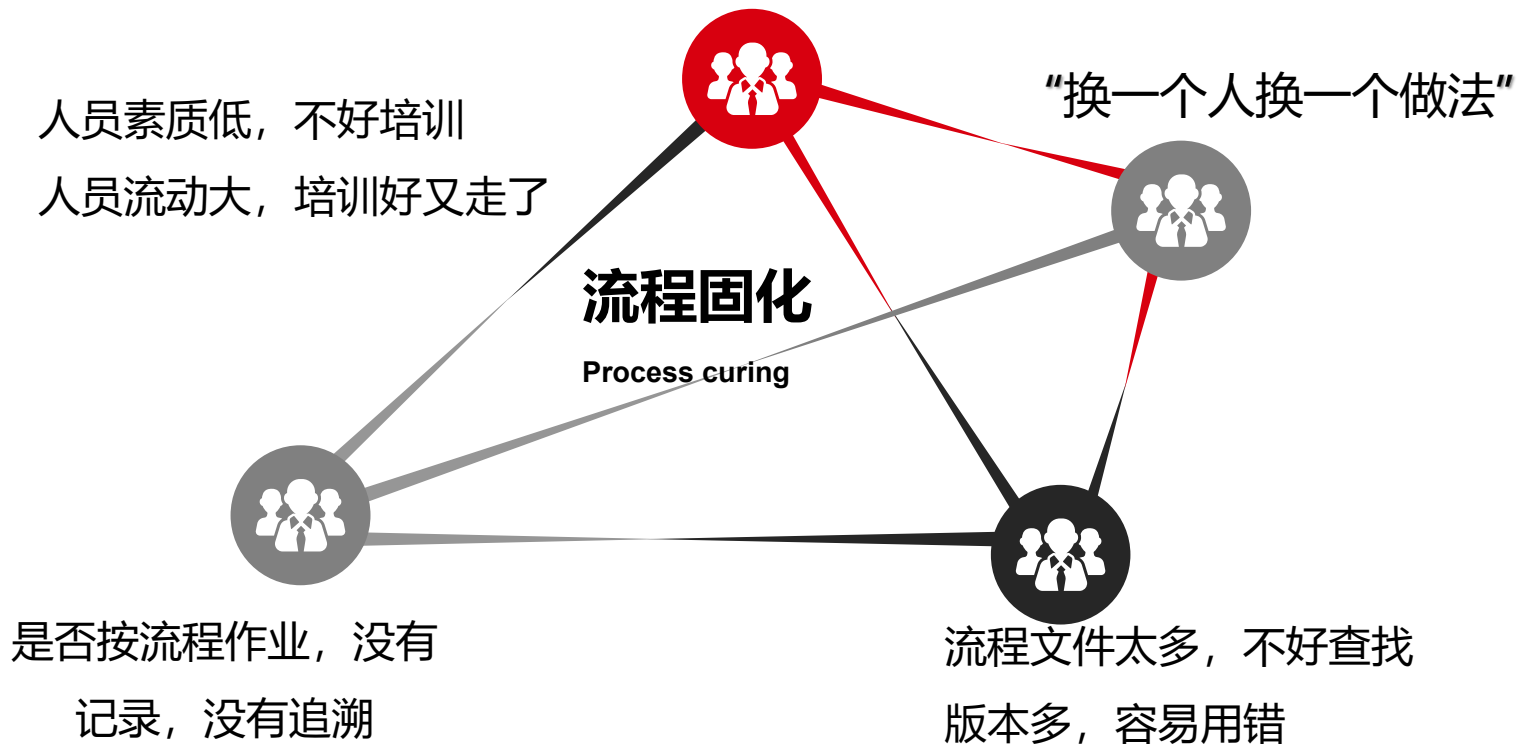 人员素质低，不好培训
人员流动大，培训好又走了
“换一个人换一个做法”
流程固化
Process curing
是否按流程作业，没有
记录，没有追溯
流程文件太多，不好查找
版本多，容易用错